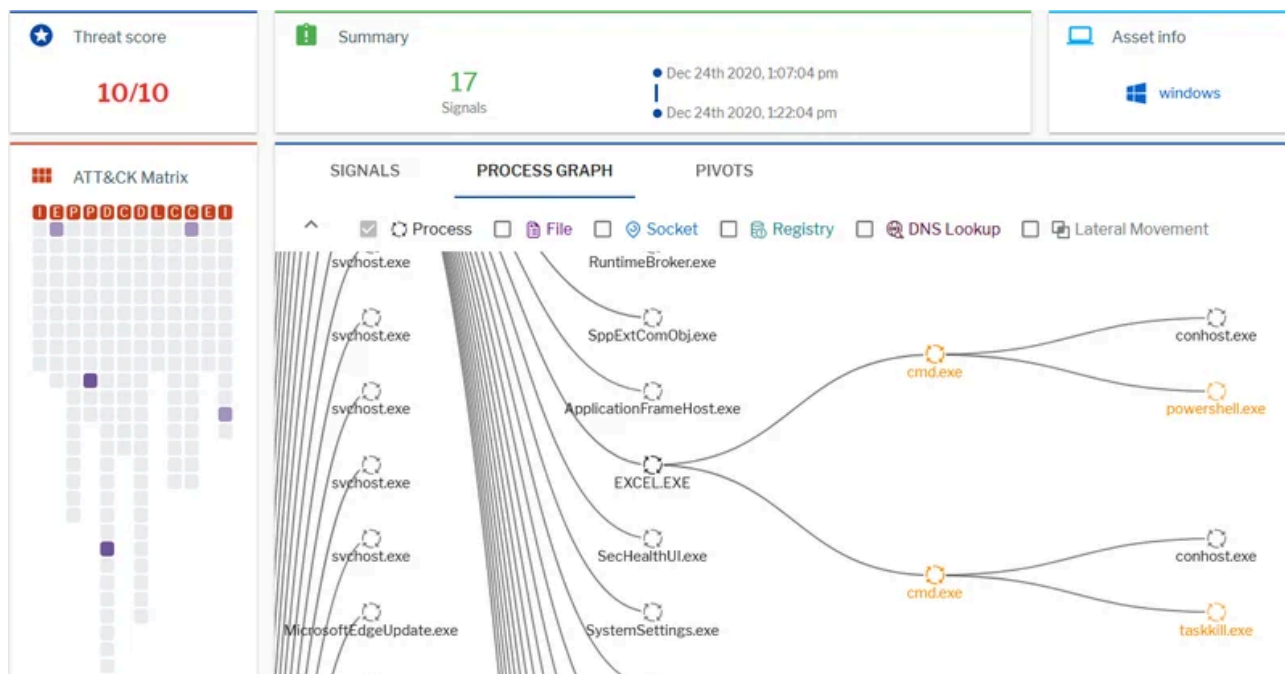 Threat score
10/10
Summary
17
Signals
Dec 24th 2020, 1:07:04 pm
Dec 24th 2020, 1:22:04 pm
Asset info
windows
ATT&CK Matrix
I E P P D C D L C C E I
SIGNALS PROCESS GRAPH PIVOTS
Process File Socket Registry DNS Lookup Lateral Movement
svchost.exe RuntimeBroker.exe
svchost.exe SppExtComObj.exe conhost.exe
cmd.exe
svchost.exe ApplicationFrameHost.exe powershell.exe
svchost.exe EXCEL.EXE
svchost.exe SecHealthUI.exe conhost.exe
cmd.exe
MicrosoftEdgeUpdate.exe SystemSettings.exe taskkill.exe